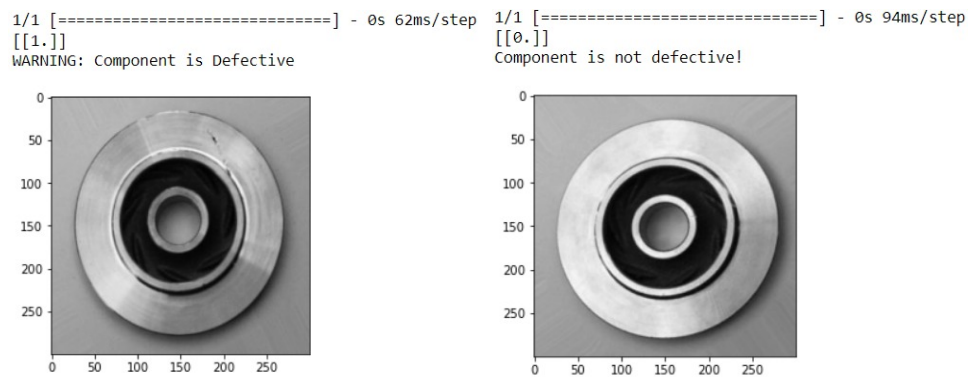 1/1 [==============================] - 0s 62ms/step
[[1.]]
WARNING: Component is Defective
0
50
100
150
200
250
0 50 100 150 200 250
1/1 [==============================] - 0s 94ms/step
[[0.]]
Component is not defective!
0
50
100
150
200
250
0 50 100 150 200 250